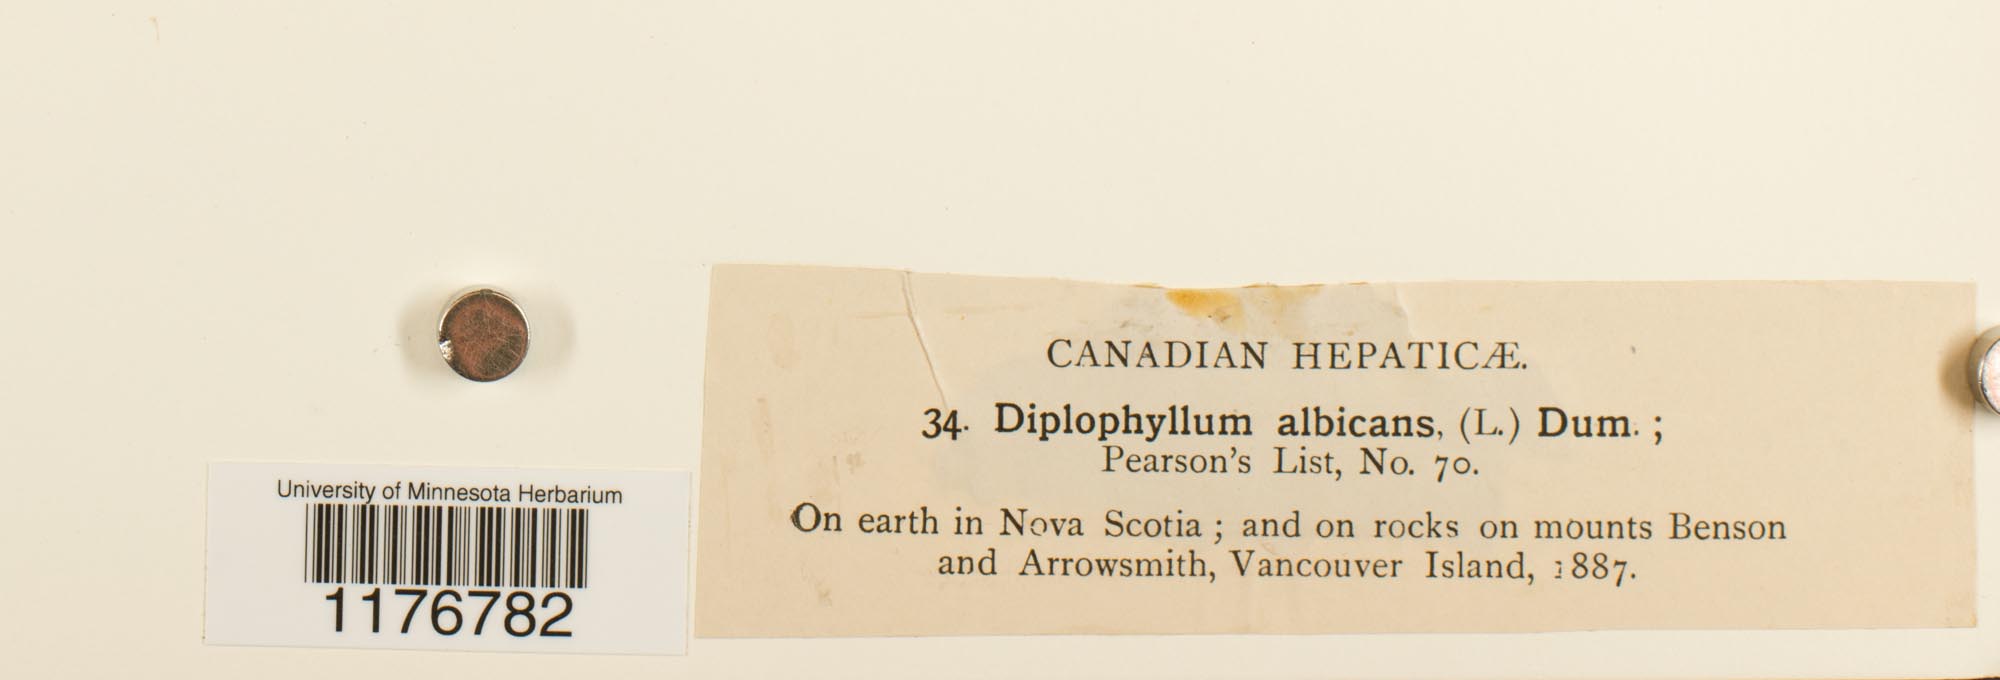 CANADIAN HEPATICÆ.
34. Diplophyllum albicans, (L.) Dum. ;
Pearson's List, No. 70.
On earth in Nova Scotia ; and on rocks on mounts Benson
and Arrowsmith, Vancouver Island, 1887.
University of Minnesota Herbarium
1176782